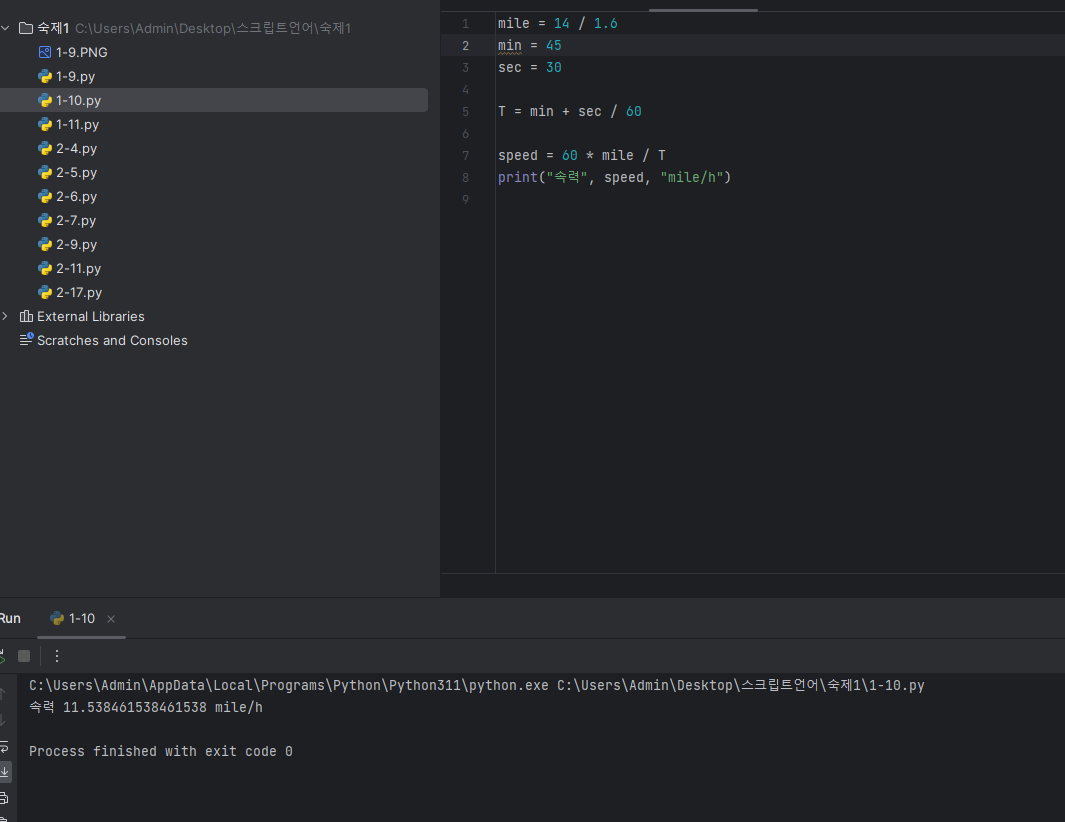 숙제1 C:\Users\Admin\Desktop\스크립트언어\숙제1
1-9.PNG
1-9.py
1-10.py
1-11.py
2-4.py
2-5.py
2-6.py
2-7.py
2-9.py
2-11.py
2-17.py
External Libraries
Scratches and Consoles
1 mile = 14 / 1.6
2 min = 45
3 sec = 30
4
5 T = min + sec / 60
6
7 speed = 60 * mile / T
8 print("속력", speed, "mile/h")
9
Run 1-10
C:\Users\Admin\AppData\Local\Programs\Python\Python311\python.exe C:\Users\Admin\Desktop\스크립트언어\숙제1\1-10.py
속력 11.538461538461538 mile/h
Process finished with exit code 0